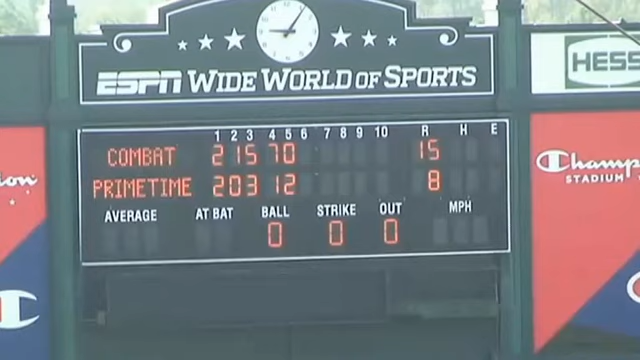 ESPN WIDE WORLD OF SPORTS
HESS
1 2 3 4 5 6 7 8 9 10 R H E
COMBAT 2 1 5 7 0 15
PRIMETIME 2 0 3 1 2 8
AVERAGE AT BAT BALL STRIKE OUT MPH
0 0 0
Champ
STADIUM